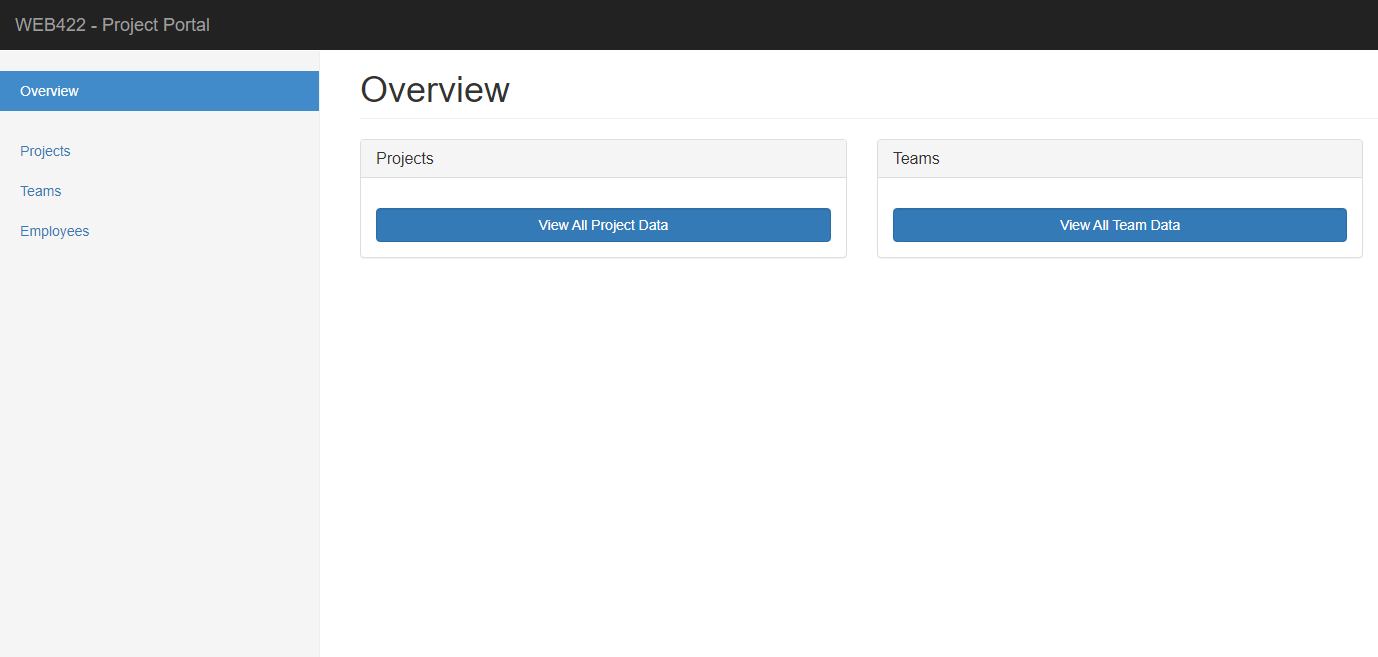 WEB422 - Project Portal
Overview
Projects
Teams
Employees
Overview
Projects
View All Project Data
Teams
View All Team Data